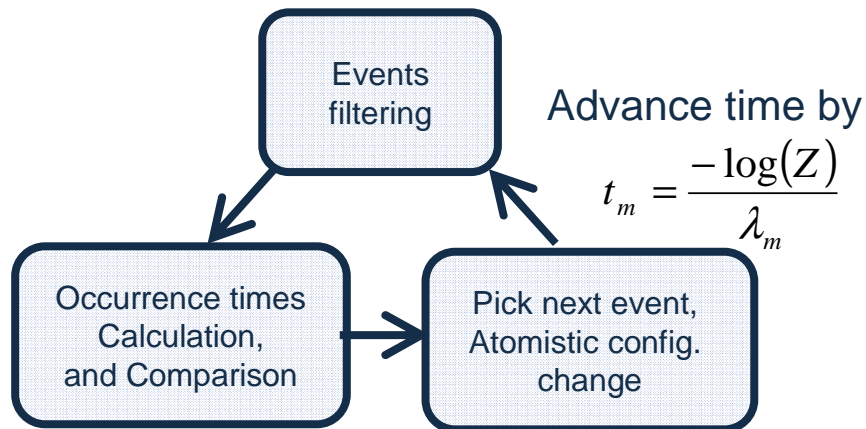 Events
filtering
Advance time by
t_m = -log(Z) / λ_m
Occurrence times
Calculation,
and Comparison
Pick next event,
Atomistic config.
change